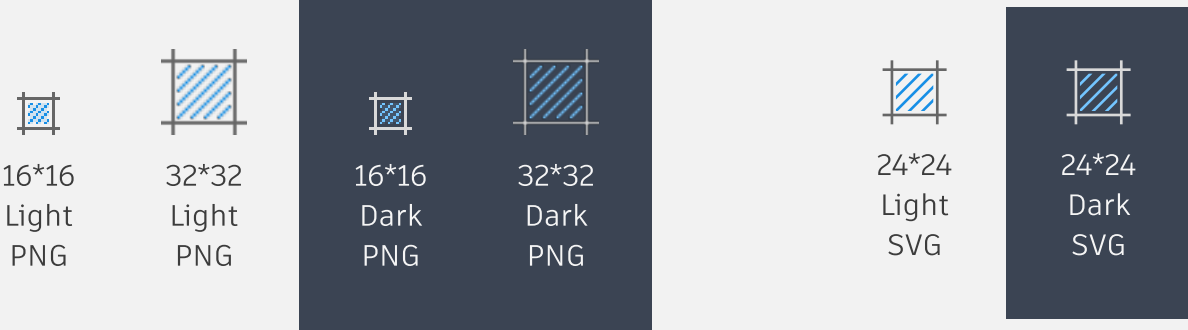 16*16
Light
PNG
32*32
Light
PNG
16*16
Dark
PNG
32*32
Dark
PNG
24*24
Light
SVG
24*24
Dark
SVG